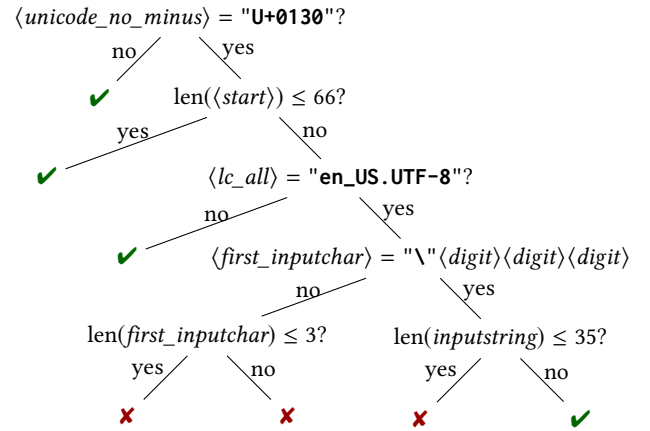 ⟨unicode_no_minus⟩ = "U+0130"?
no yes
✔ len(⟨start⟩) ≤ 66?
yes no
✔ ⟨lc_all⟩ = "en_US.UTF-8"?
no yes
✔ ⟨first_inputchar⟩ = "\"⟨digit⟩⟨digit⟩⟨digit⟩
no yes
len(first_inputchar) ≤ 3? len(inputstring) ≤ 35?
yes no yes no
✘ ✘ ✘ ✔